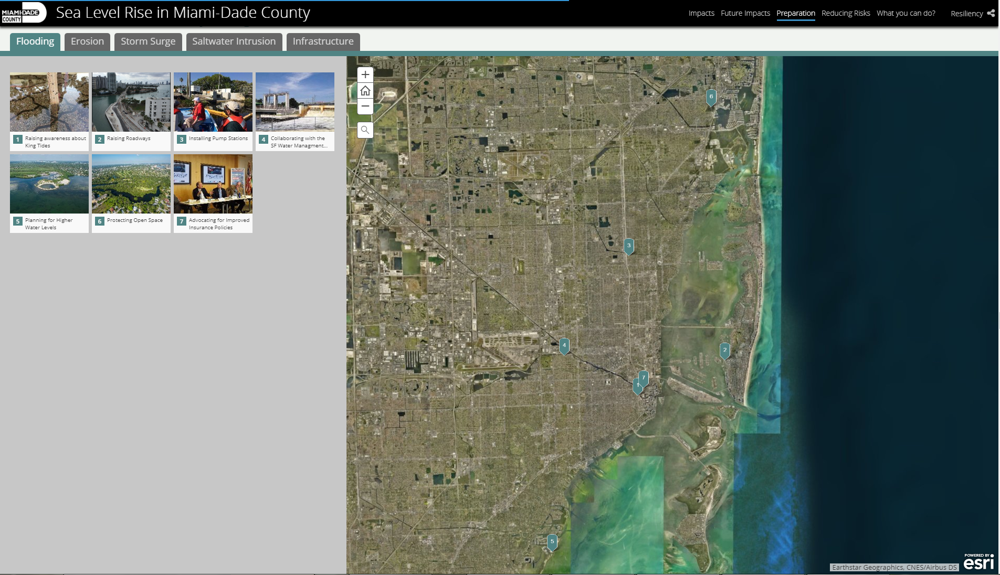 MIAMI-DADE
COUNTY
Sea Level Rise in Miami-Dade County
Impacts
Future Impacts
Preparation
Reducing Risks
What you can do?
Resiliency
Flooding
Erosion
Storm Surge
Saltwater Intrusion
Infrastructure
1 Raising awareness about
King Tides
2 Raising Roadways
3 Installing Pump Stations
4 Collaborating with the
SF Water Managment...
5 Planning for Higher
Water Levels
6 Protecting Open Space
7 Advocating for Improved
Insurance Policies
6
3
4
2
7
1
5
POWERED BY
esri
Earthstar Geographics, CNES/Airbus DS